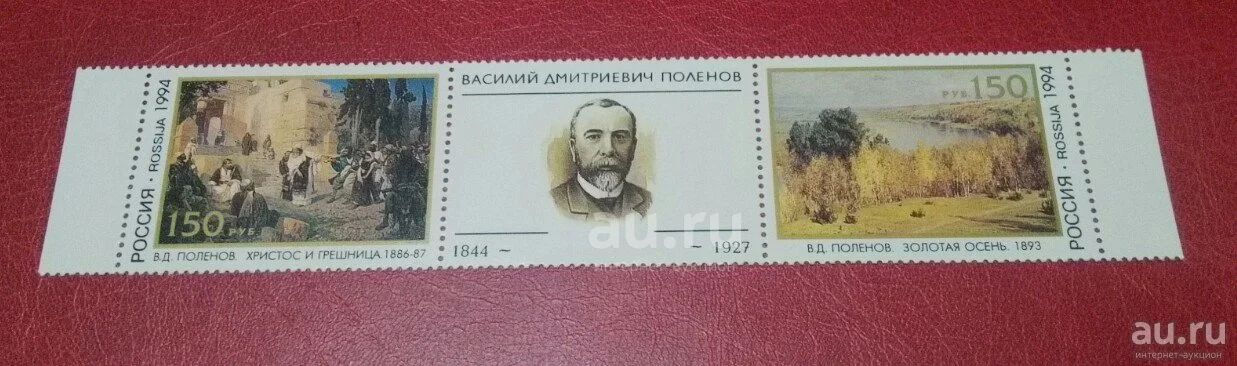 РОССИЯ · ROSSIJA 1994
150 РУБ.
В.Д. ПОЛЕНОВ. ХРИСТОС И ГРЕШНИЦА 1886-87
ВАСИЛИЙ ДМИТРИЕВИЧ ПОЛЕНОВ
1844 ~
~ 1927
РУБ. 150
РОССИЯ · ROSSIJA 1994
В.Д. ПОЛЕНОВ. ЗОЛОТАЯ ОСЕНЬ. 1893
au.ru
au.ru
интернет-аукцион